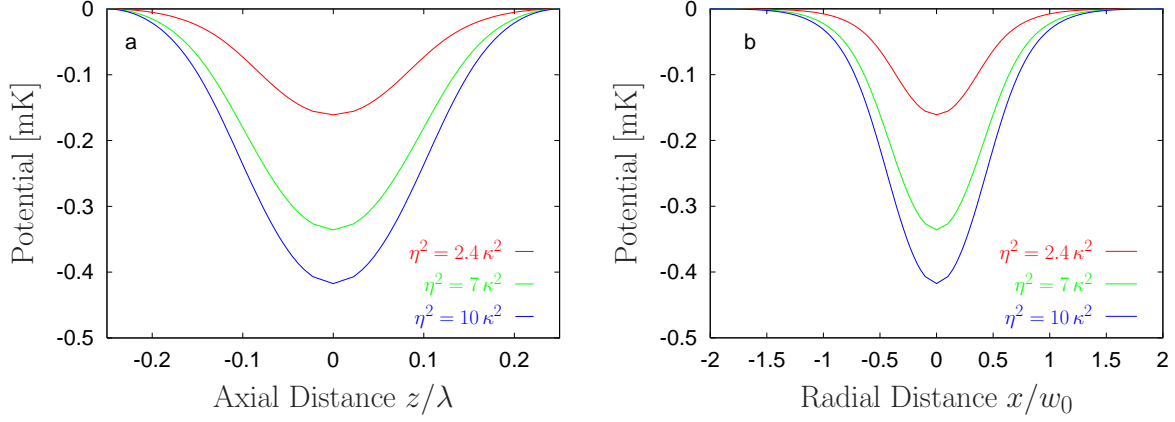 a
Potential [mK]
0
-0.1
-0.2
-0.3
-0.4
-0.5
η² = 2.4 κ²
η² = 7 κ²
η² = 10 κ²
-0.2 -0.1 0 0.1 0.2
Axial Distance z/λ
b
Potential [mK]
0
-0.1
-0.2
-0.3
-0.4
-0.5
η² = 2.4 κ²
η² = 7 κ²
η² = 10 κ²
-2 -1.5 -1 -0.5 0 0.5 1 1.5 2
Radial Distance x/w₀